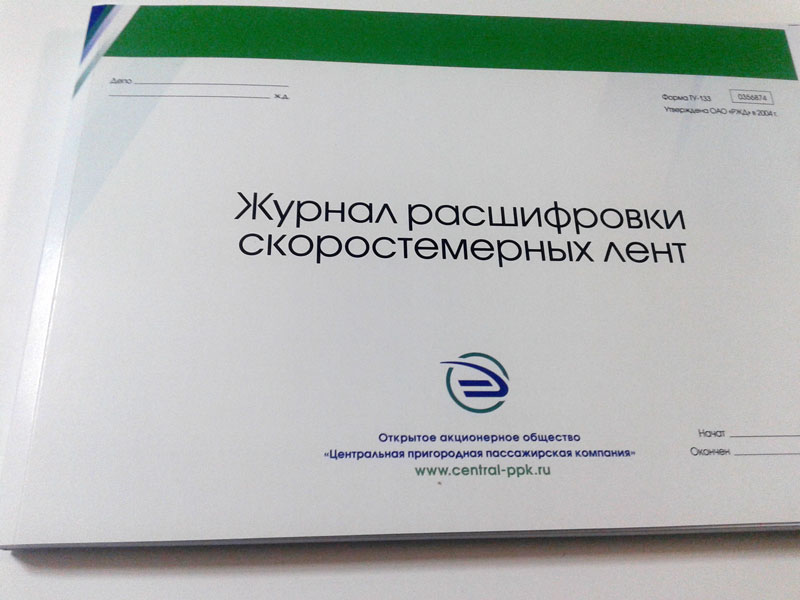 Депо
ж.д.
Форма ТУ-133 0356874
Утверждена ОАО «РЖД» в 2004 г.
Журнал расшифровки
скоростемерных лент
Открытое акционерное общество
«Центральная пригородная пассажирская компания»
www.central-ppk.ru
Начат
Окончен